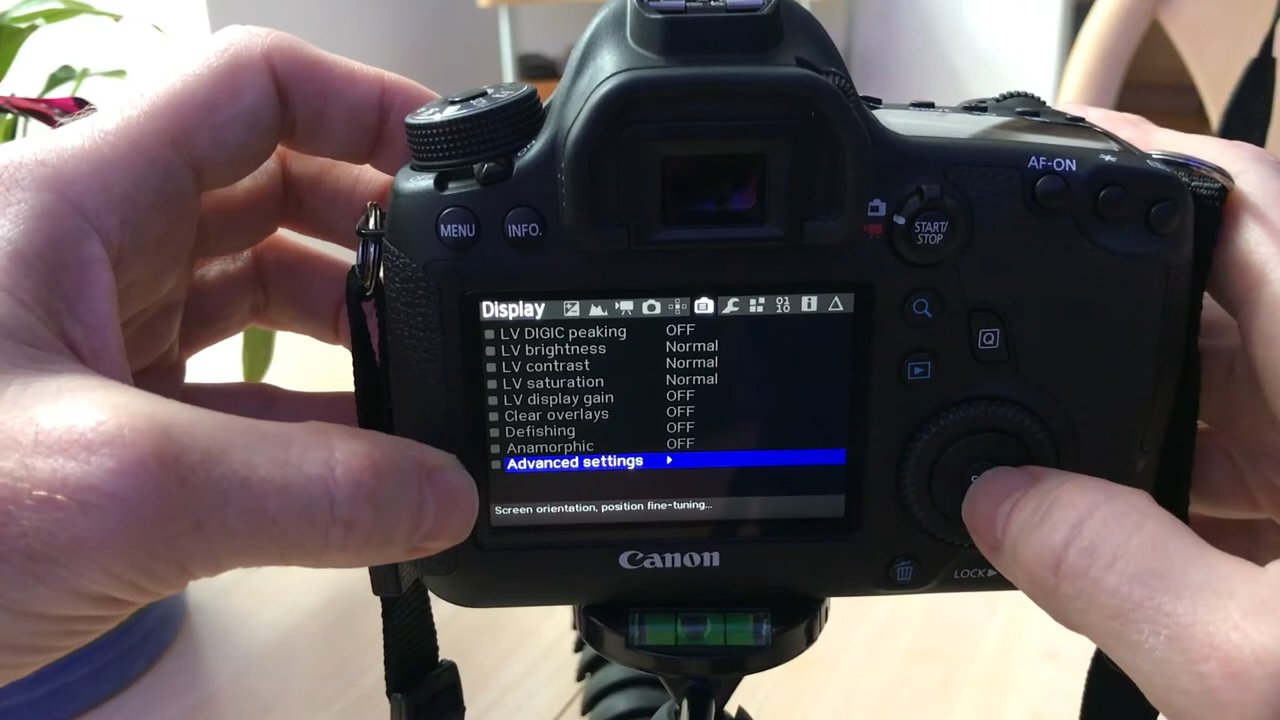 AF-ON
MENU
INFO.
START/
STOP
Display
01
10
LV DIGIC peaking OFF
LV brightness Normal
LV contrast Normal
LV saturation Normal
LV display gain OFF
Clear overlays OFF
Defishing OFF
Anamorphic OFF
Advanced settings
Screen orientation, position fine-tuning...
Q
Canon
LOCK